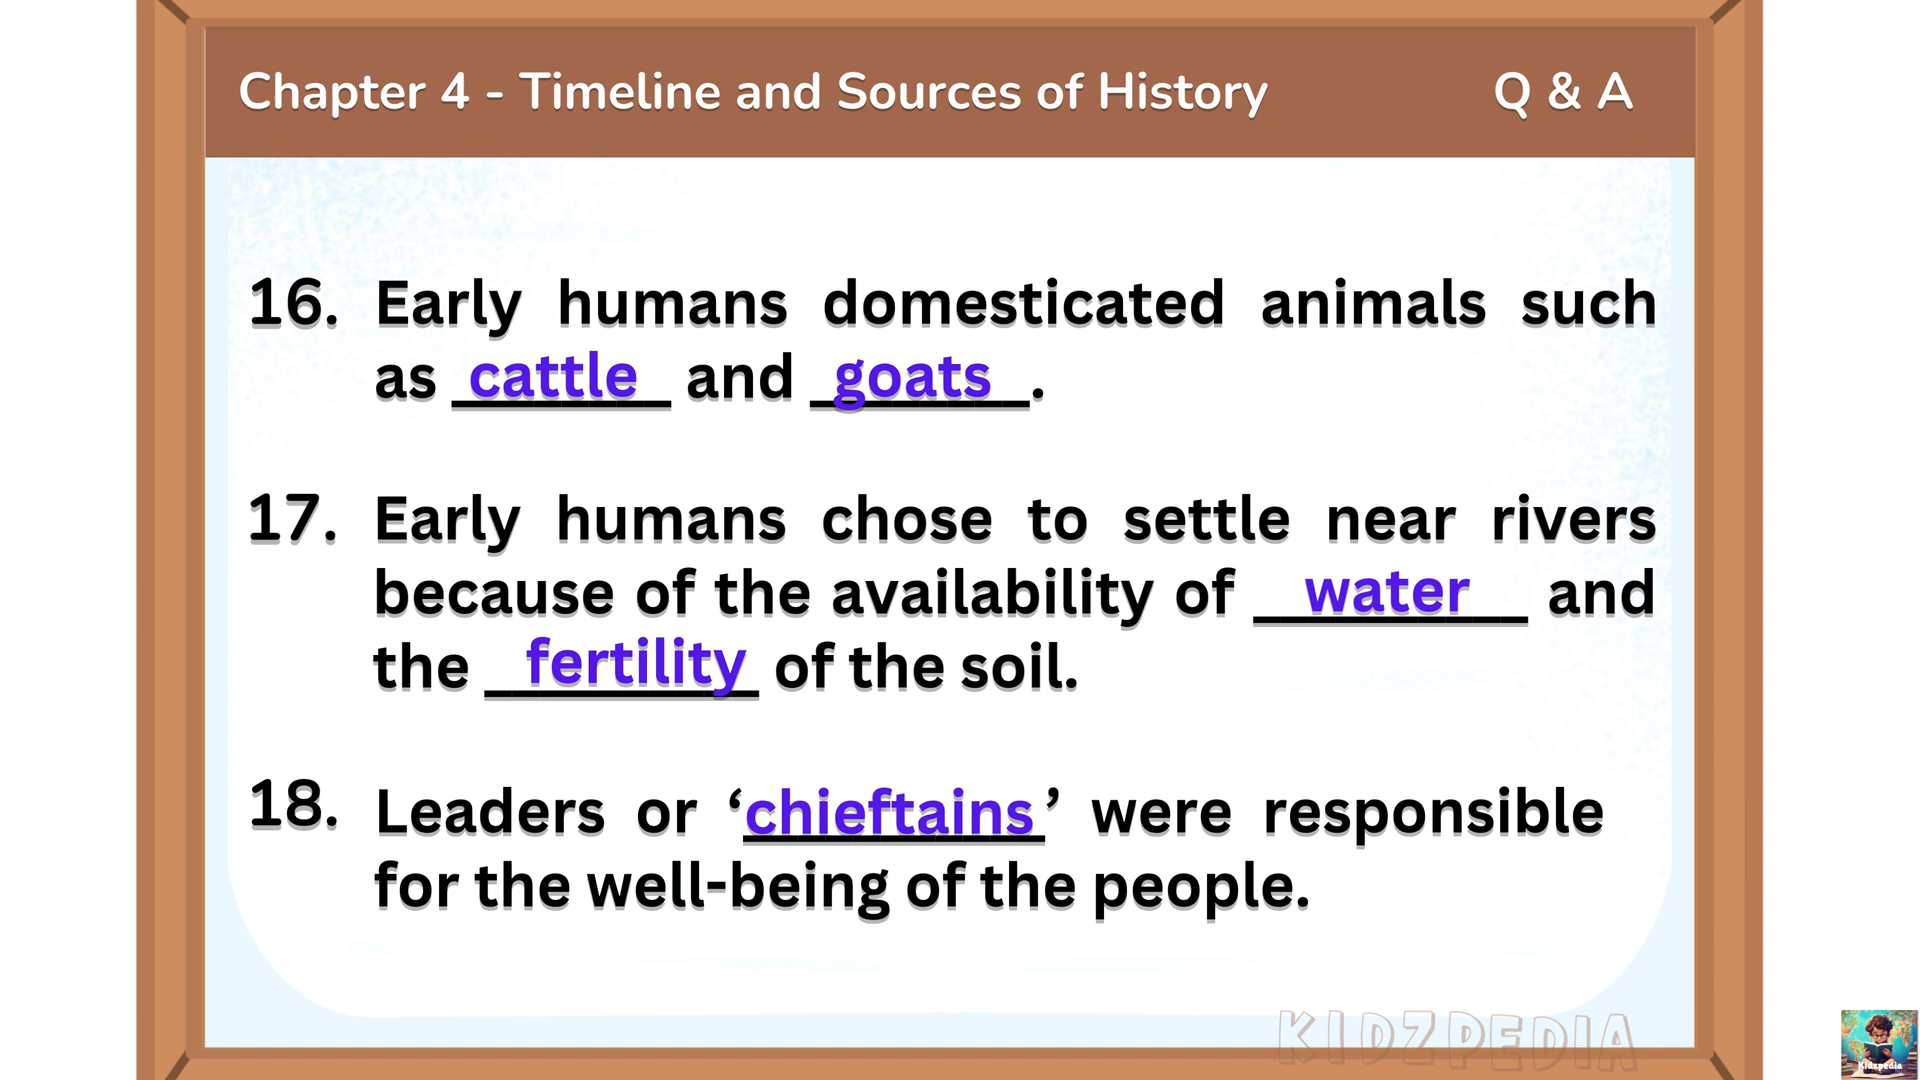 Chapter 4 - Timeline and Sources of History Q & A
16. Early humans domesticated animals such
as cattle and goats.
17. Early humans chose to settle near rivers
because of the availability of water and
the fertility of the soil.
18. Leaders or ‘chieftains’ were responsible
for the well-being of the people.
KIDZPEDIA
Kidzpedia